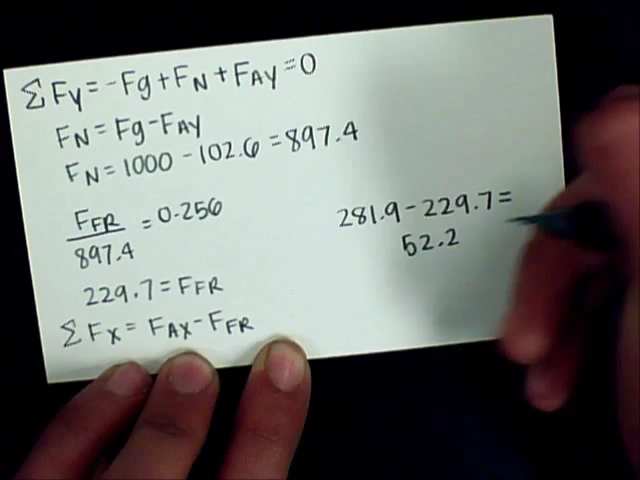 ΣFy=-Fg+FN+FAY=0
FN=Fg-FAY
FN=1000-102.6=897.4
FFR/897.4=0.256
229.7=FFR
ΣFX=FAX-FFR
281.9-229.7=
52.2